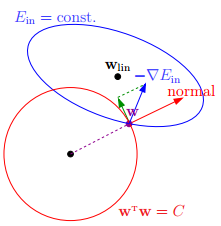 E_in = const.
w_lin
−∇E_in
normal
w
wᵀw = C